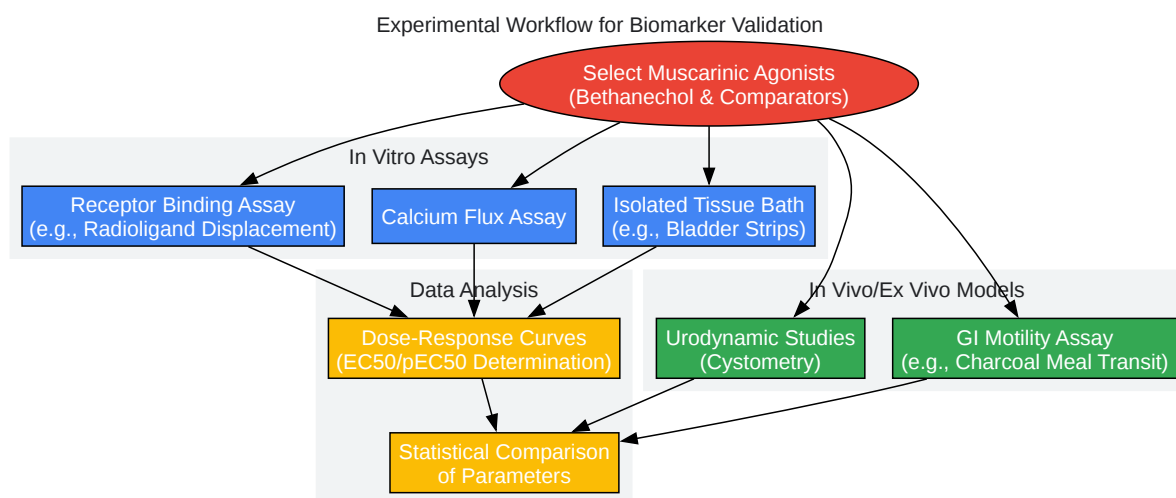 Experimental Workflow for Biomarker Validation
Select Muscarinic Agonists
(Bethanechol & Comparators)
In Vitro Assays
Receptor Binding Assay
(e.g., Radioligand Displacement)
Calcium Flux Assay
Isolated Tissue Bath
(e.g., Bladder Strips)
Data Analysis
In Vivo/Ex Vivo Models
Dose-Response Curves
(EC50/pEC50 Determination)
Urodynamic Studies
(Cystometry)
GI Motility Assay
(e.g., Charcoal Meal Transit)
Statistical Comparison
of Parameters